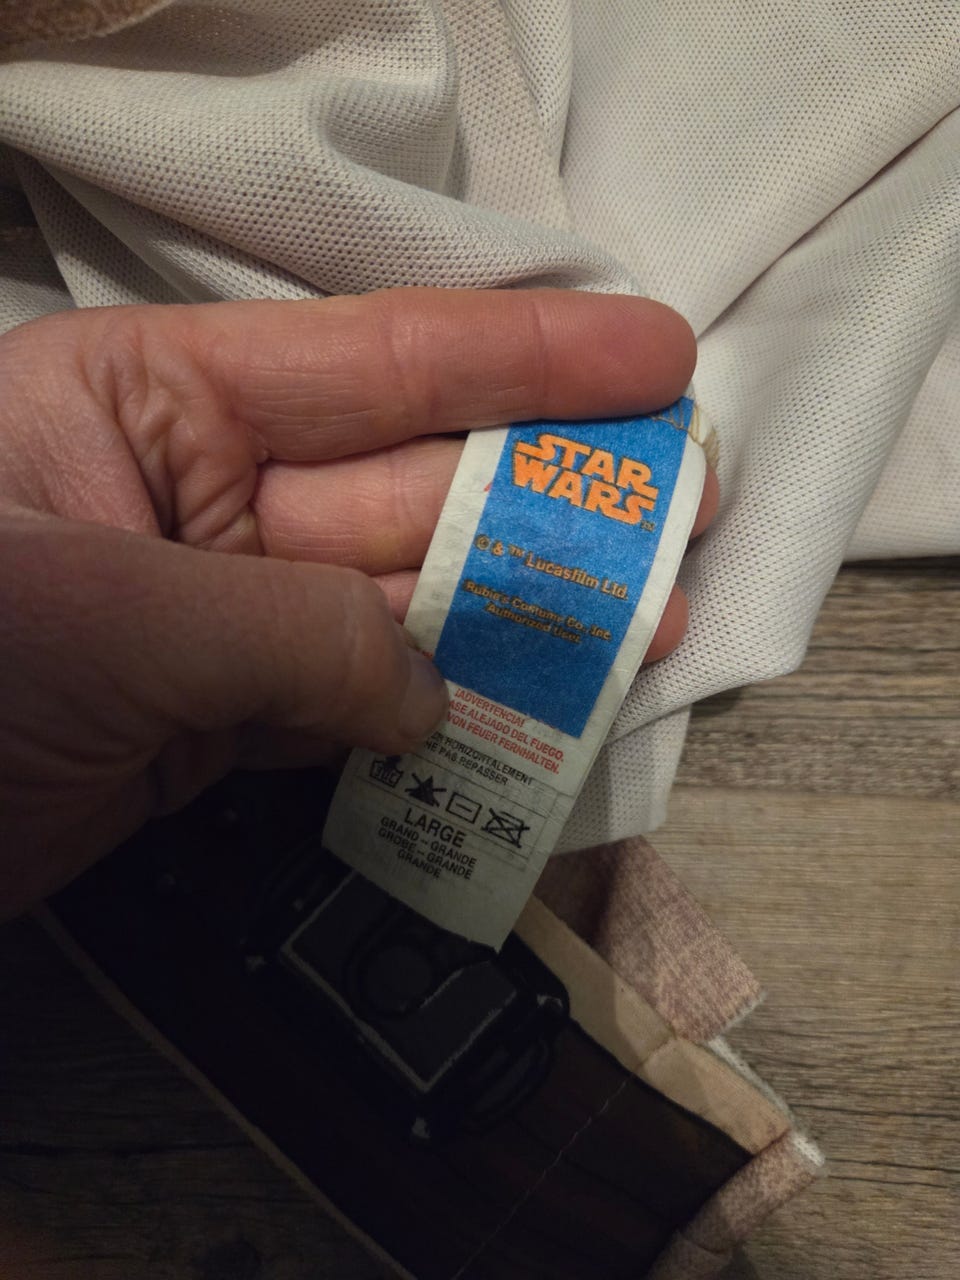 STAR
WARS
© & ™ Lucasfilm Ltd.
Rubie's Costume Co., Inc.
Authorized User
¡ADVERTENCIA!
ASE ALEJADO DEL FUEGO.
VON FEUER FERNHALTEN.
HORIZONTALEMENT
NE PAS REPASSER
LARGE
GRAND -- GRANDE
GROBE -- GRANDE
GRANDE